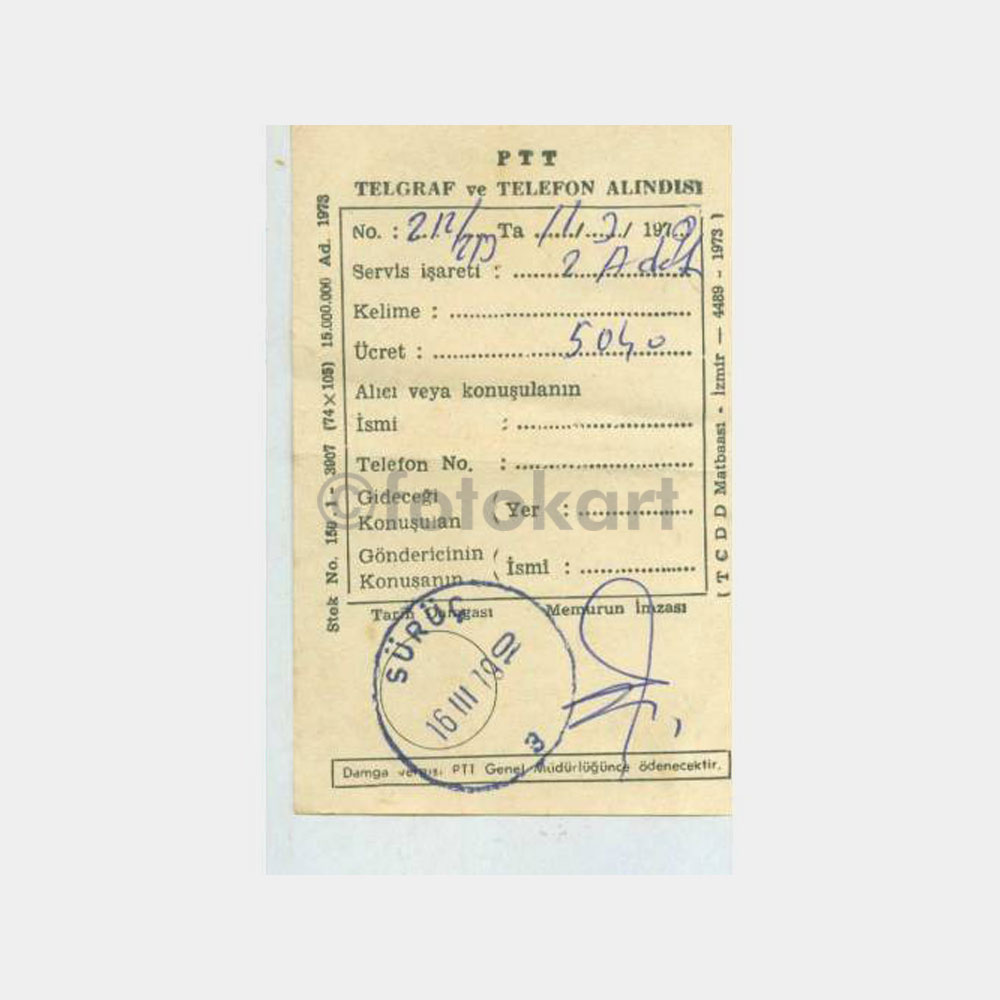 PTT
TELGRAF ve TELEFON ALINDISI
No. : 212/ Ta 11/3/ 197
Servis işareti : 2 Adet
Kelime :
Ücret : 5040
Alıcı veya konuşulanın
İsmi :
Telefon No. :
Gideceği
Konuşulan ( Yer :
Göndericinin
Konuşanın ( İsmi :
Tarih Damgası Memurun İmzası
SÜRÜÇ
16 III 19
3
Damga vergisi PTT Genel Müdürlüğünce ödenecektir.
Stok No. 159 1 - 3907 (74×105) 15.000.000 Ad. 1973
( T C D D Matbaası - İzmir — 4489 - 1973 )
©fotokart